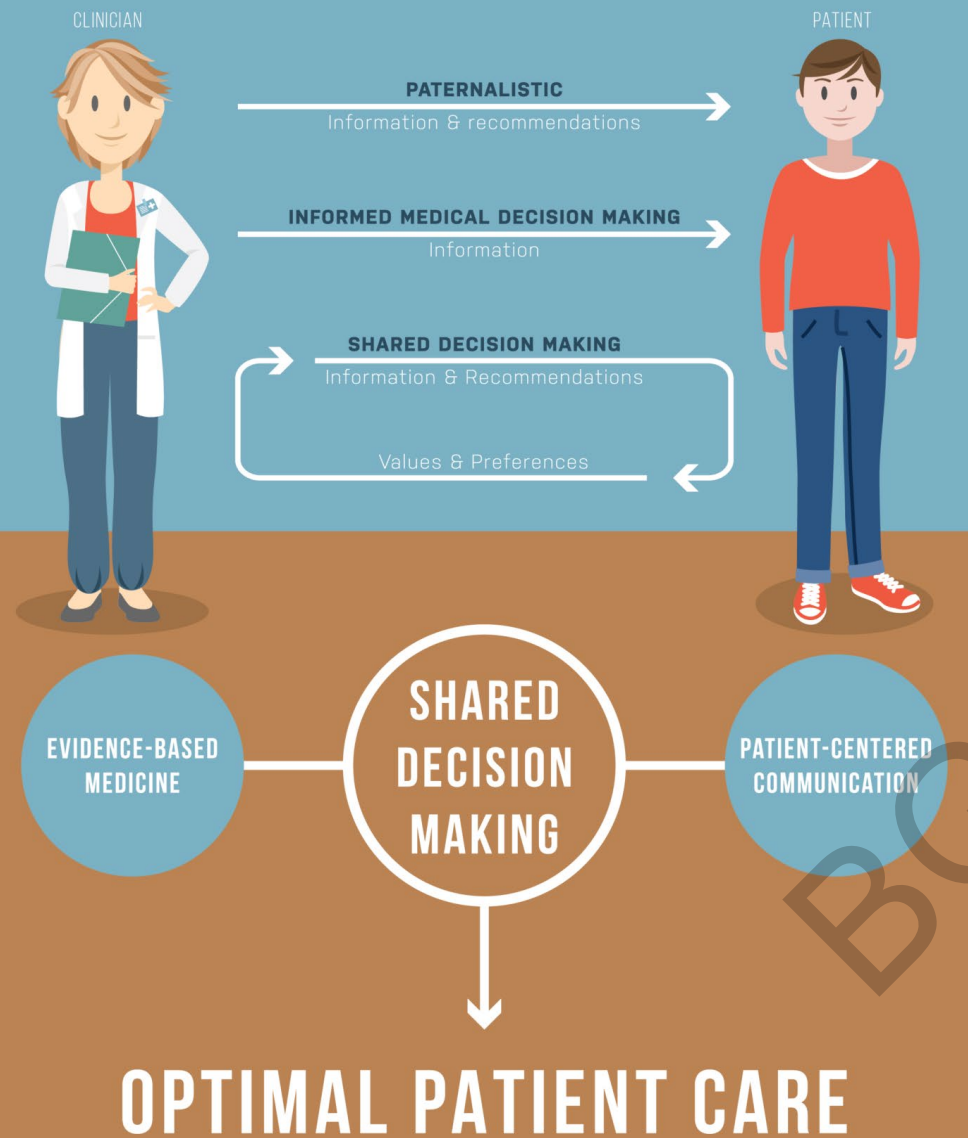 CLINICIAN
PATIENT
PATERNALISTIC
Information & recommendations
INFORMED MEDICAL DECISION MAKING
Information
SHARED DECISION MAKING
Information & Recommendations
Values & Preferences
EVIDENCE-BASED
MEDICINE
SHARED
DECISION
MAKING
PATIENT-CENTERED
COMMUNICATION
OPTIMAL PATIENT CARE